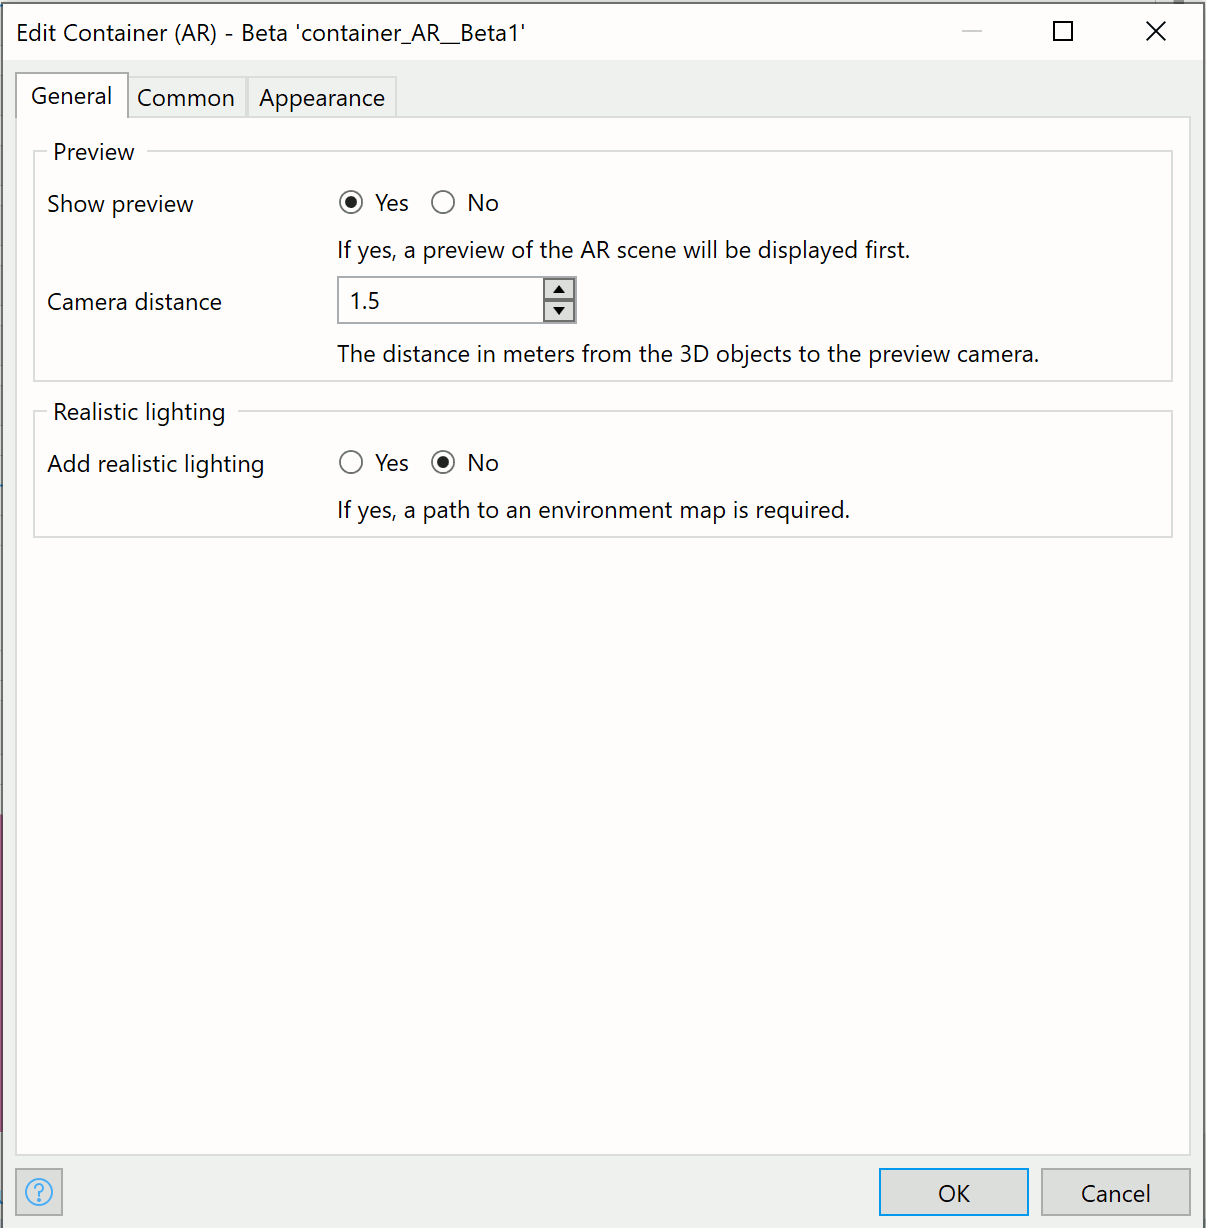 Edit Container (AR) - Beta 'container_AR__Beta1'
General Common Appearance
Preview
Show preview Yes No
If yes, a preview of the AR scene will be displayed first.
Camera distance 1.5
The distance in meters from the 3D objects to the preview camera.
Realistic lighting
Add realistic lighting Yes No
If yes, a path to an environment map is required.
? OK Cancel